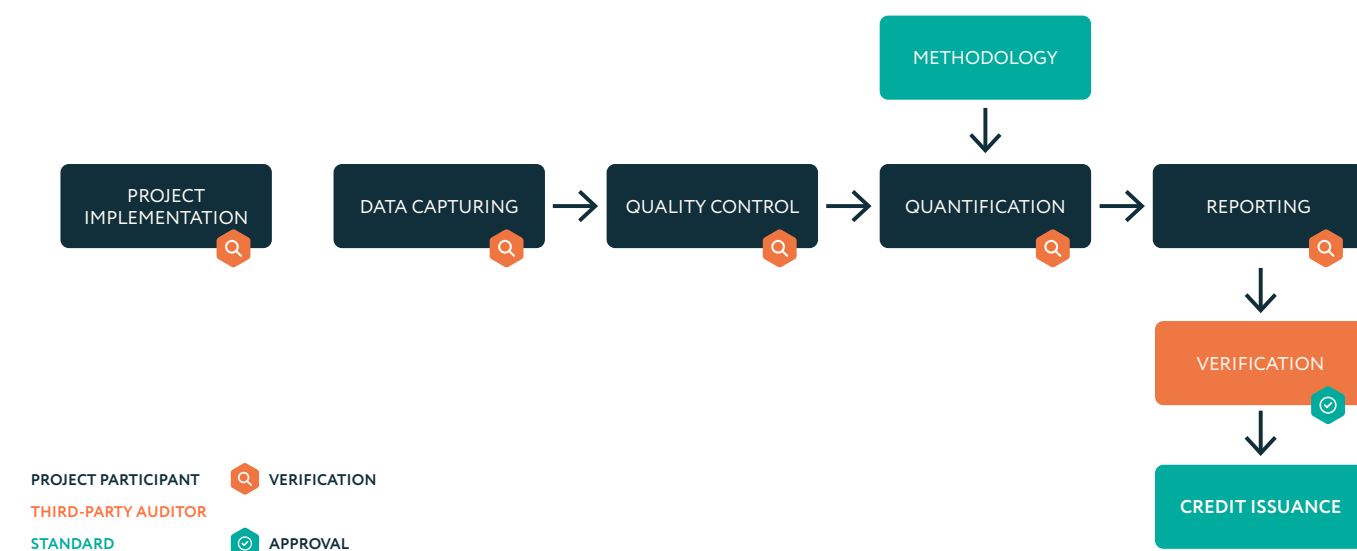 METHODOLOGY
PROJECT
IMPLEMENTATION
DATA CAPTURING
QUALITY CONTROL
QUANTIFICATION
REPORTING
VERIFICATION
CREDIT ISSUANCE
PROJECT PARTICIPANT
VERIFICATION
THIRD-PARTY AUDITOR
STANDARD
APPROVAL